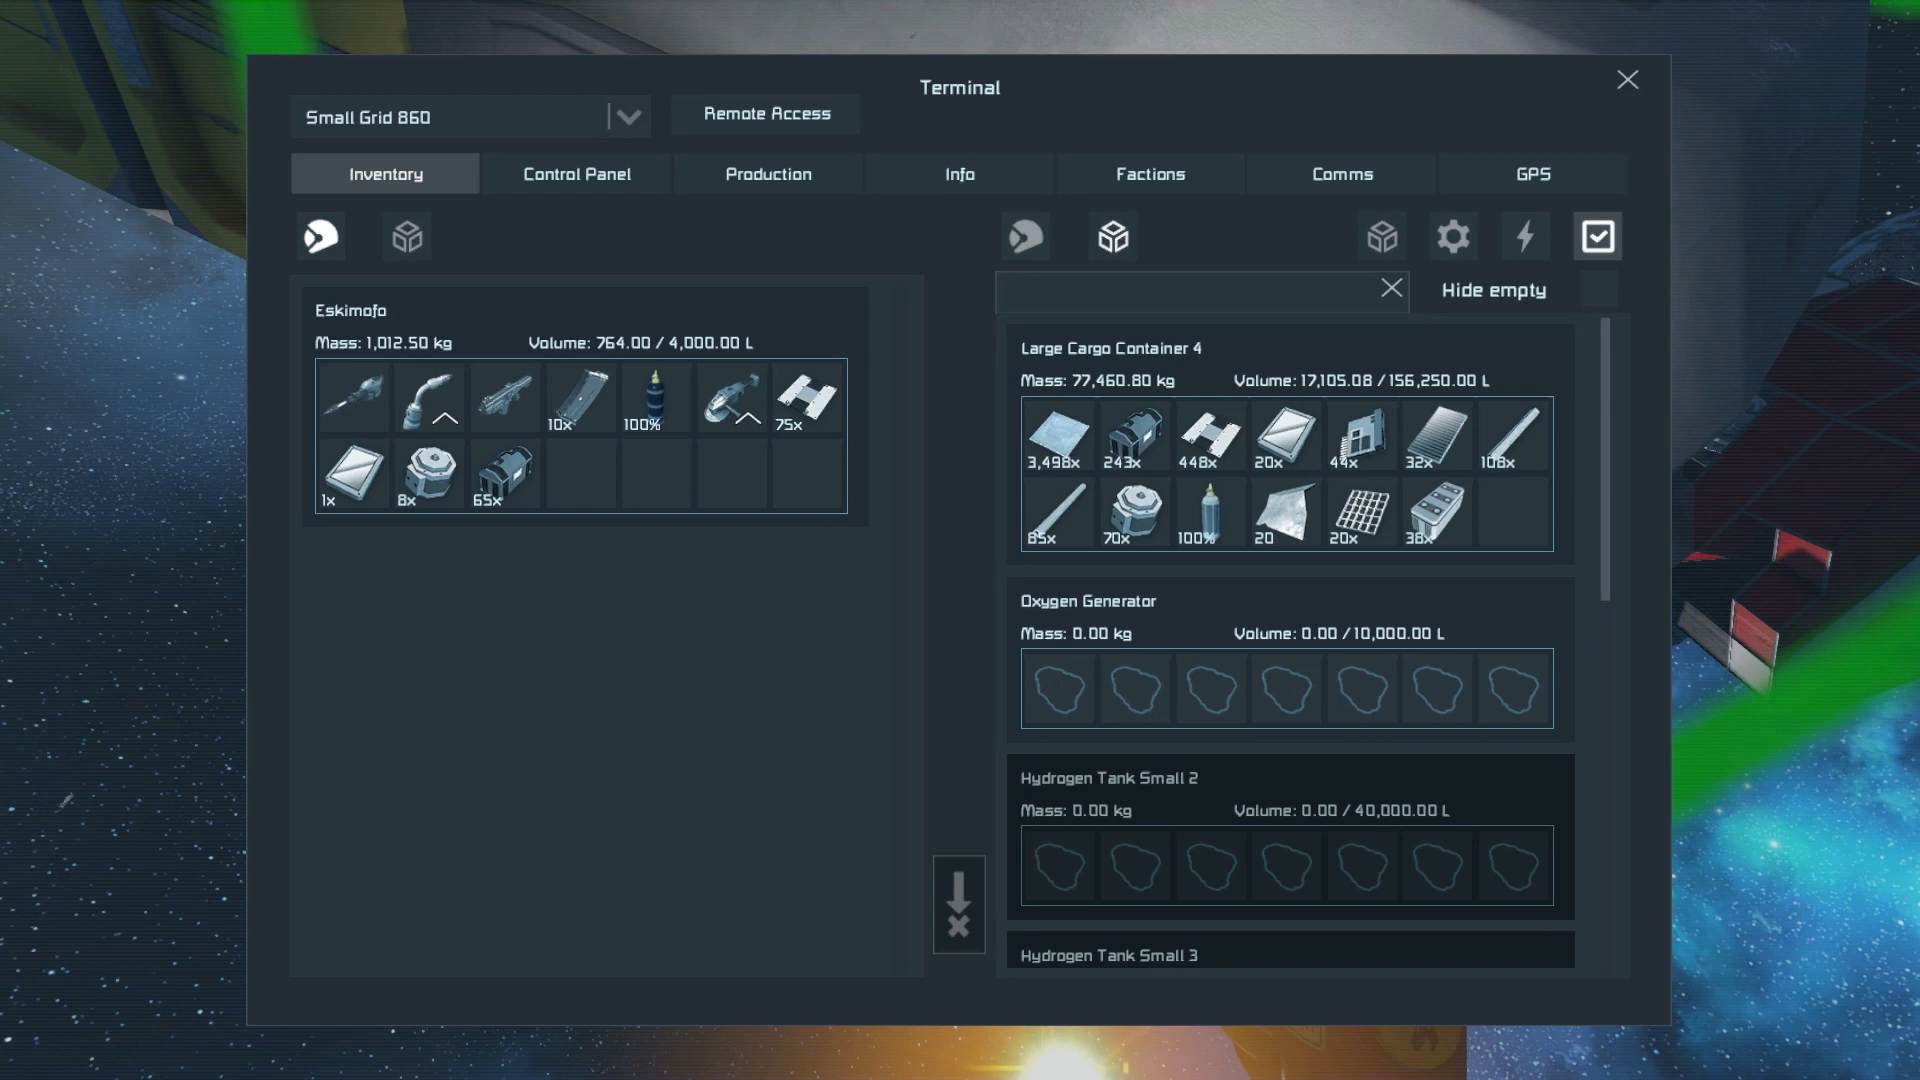 Terminal
Small Grid 860
Remote Access
Inventory
Control Panel
Production
Info
Factions
Comms
GPS
Hide empty
Eskimofo
Mass: 1,012.50 kg
Volume: 764.00 / 4,000.00 L
10x
100%
75x
1x
8x
65x
Large Cargo Container 4
Mass: 77,460.80 kg
Volume: 17,105.08 / 156,250.00 L
3,498x
243x
448x
20x
44x
32x
108x
85x
70x
100%
20
20x
38x
Oxygen Generator
Mass: 0.00 kg
Volume: 0.00 / 10,000.00 L
Hydrogen Tank Small 2
Mass: 0.00 kg
Volume: 0.00 / 40,000.00 L
Hydrogen Tank Small 3